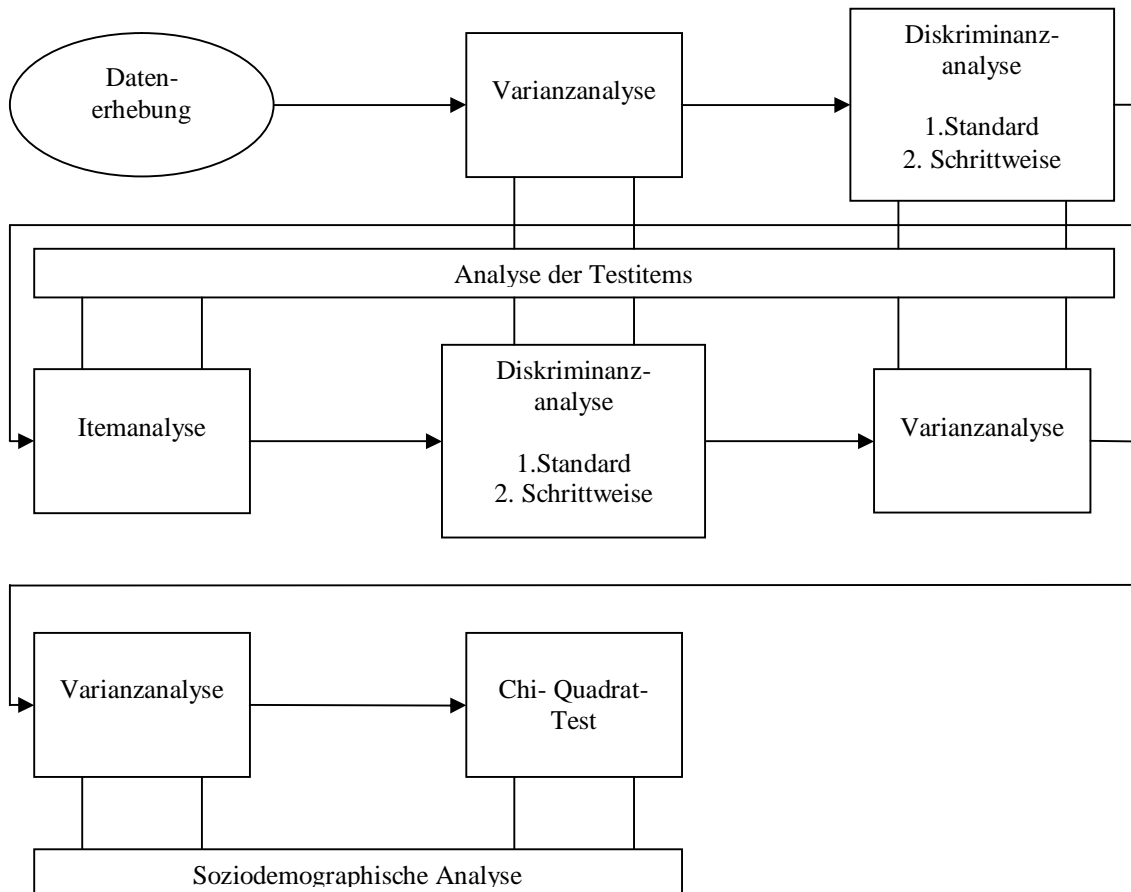 Daten-
erhebung
Varianzanalyse
Diskriminanz-
analyse
1.Standard
2. Schrittweise
Analyse der Testitems
Itemanalyse
Diskriminanz-
analyse
1.Standard
2. Schrittweise
Varianzanalyse
Varianzanalyse
Chi- Quadrat-
Test
Soziodemographische Analyse